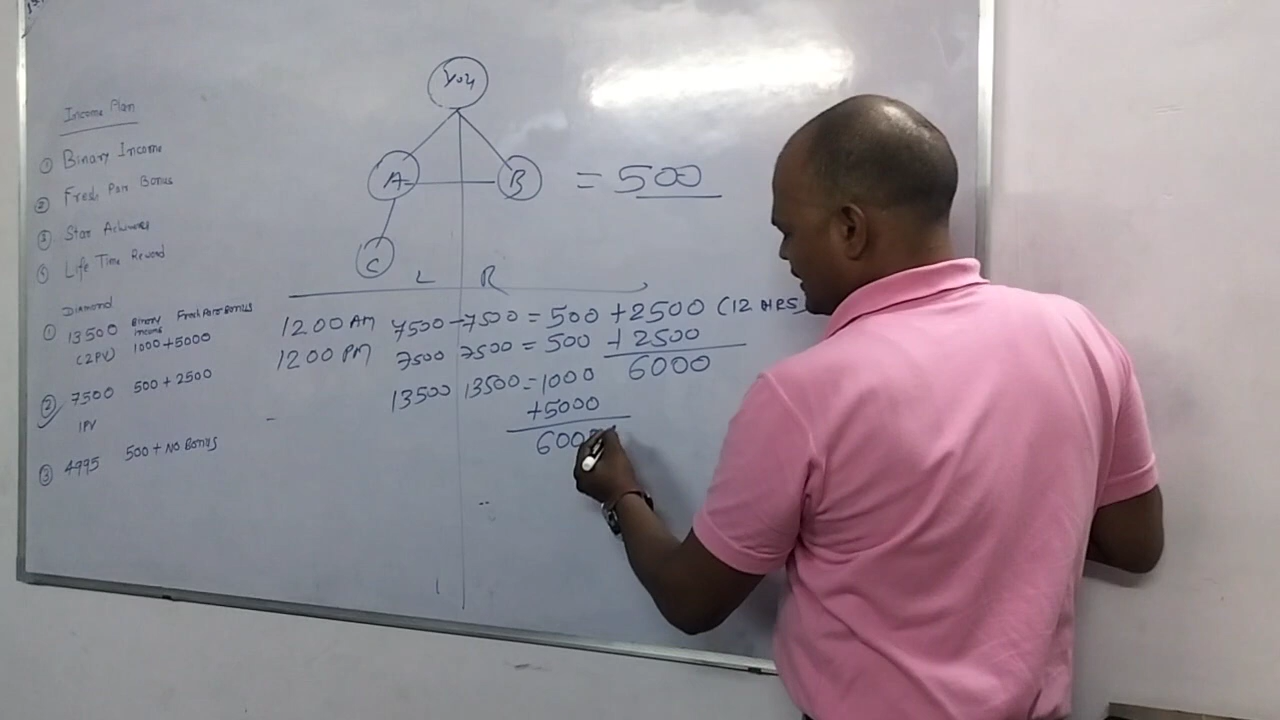 Income Plan
① Binary Income
② Fresh Pair Bonus
③ Star Achivers
④ Life Time Reward
Diamond
① 13500 Binary Income Fresh Pair Bonus
(2PV) 1000 + 5000
② 7500 500 + 2500
1PV
③ 4995 500 + NO BONUS
You
A B = 500
C
L R
1200 AM 7500 - 7500 = 500 + 2500 (12 HRS)
1200 PM 7500 7500 = 500 + 2500
6000
13500 13500 = 1000
+5000
600